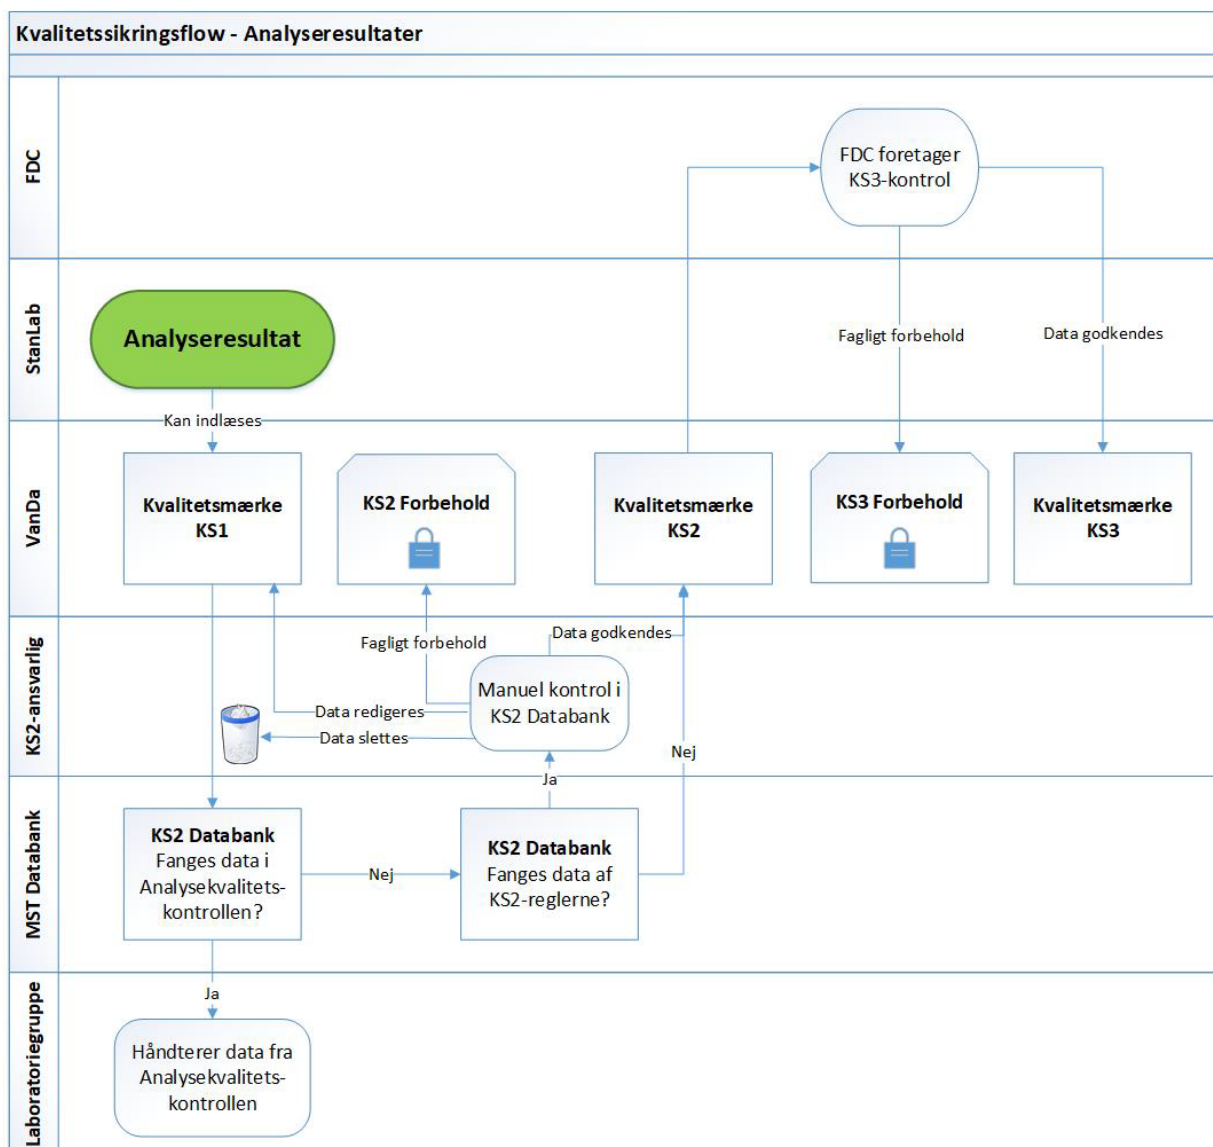 Kvalitetssikringsflow - Analyseresultater
FDC
FDC foretager
KS3-kontrol
StanLab
Analyseresultat
Fagligt forbehold
Data godkendes
Kan indlæses
VanDa
Kvalitetsmærke
KS1
KS2 Forbehold
Kvalitetsmærke
KS2
KS3 Forbehold
Kvalitetsmærke
KS3
KS2-ansvarlig
Fagligt forbehold
Data godkendes
Manuel kontrol i
KS2 Databank
Data redigeres
Data slettes
Nej
Ja
MST Databank
KS2 Databank
Fanges data i
Analysekvalitets-
kontrollen?
Nej
KS2 Databank
Fanges data af
KS2-reglerne?
Laboratoriegruppe
Ja
Håndterer data fra
Analysekvalitets-
kontrollen